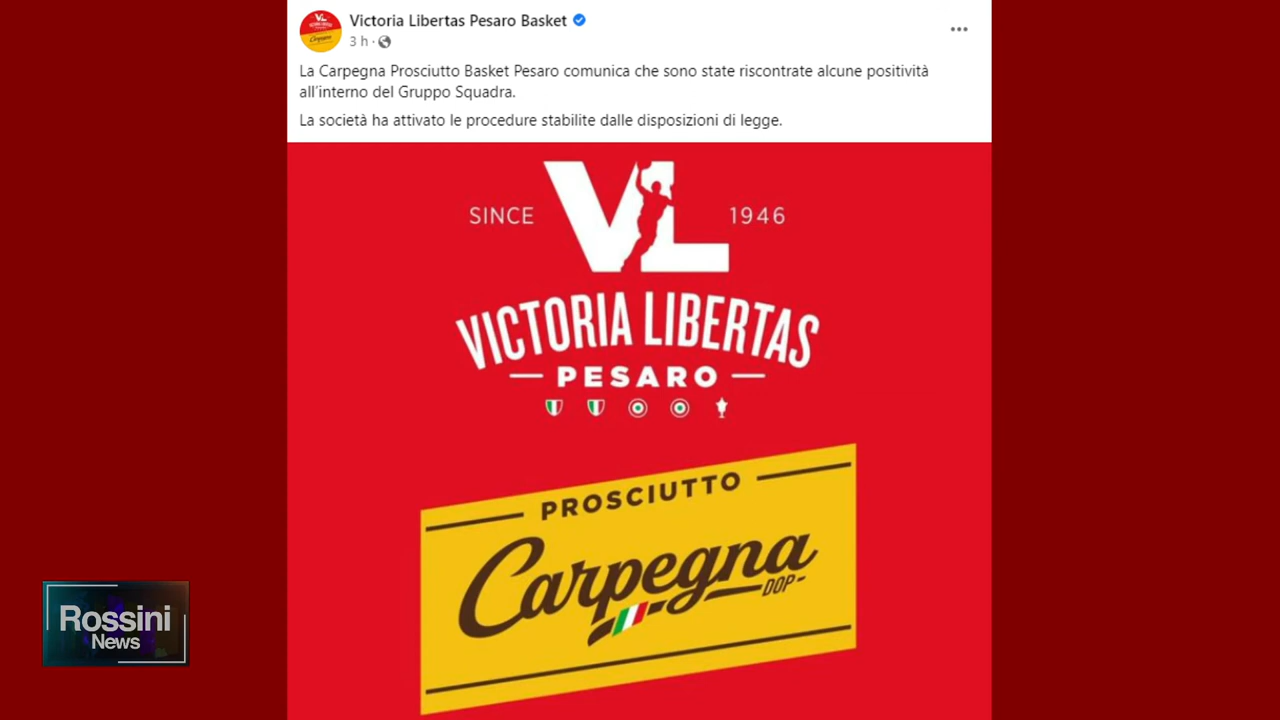 Victoria Libertas Pesaro Basket
3 h ·
La Carpegna Prosciutto Basket Pesaro comunica che sono state riscontrate alcune positività
all'interno del Gruppo Squadra.
La società ha attivato le procedure stabilite dalle disposizioni di legge.
SINCE VL 1946
VICTORIA LIBERTAS
PESARO
PROSCIUTTO
Carpegna
DOP
Rossini
News